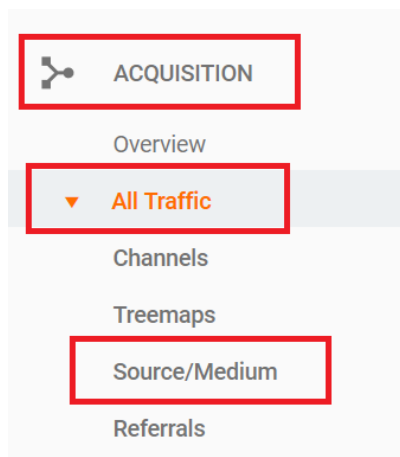 ACQUISITION
Overview
All Traffic
Channels
Treemaps
Source/Medium
Referrals